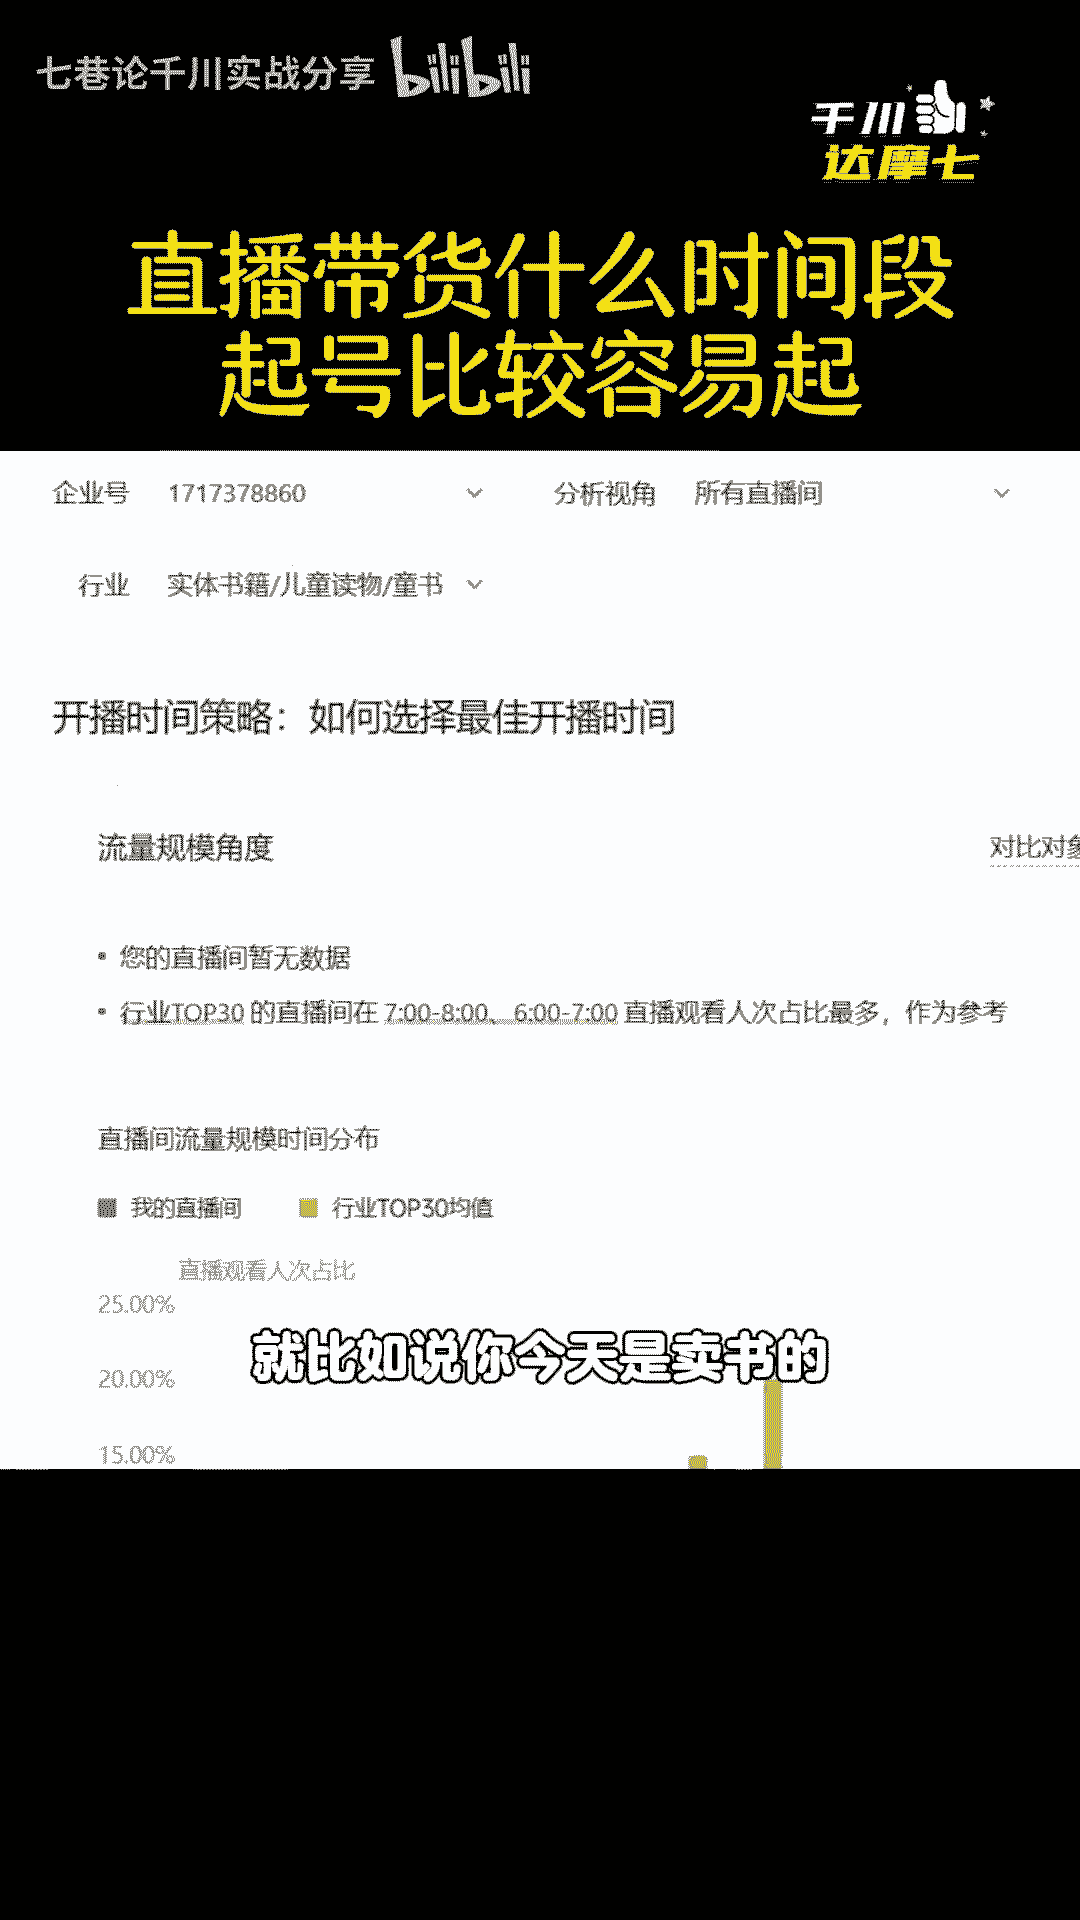 七巷论千川实战分享 bilibili
千川
达摩七
直播带货什么时间段
起号比较容易起
企业号 1717378860 分析视角 所有直播间
行业 实体书籍/儿童读物/童书
开播时间策略：如何选择最佳开播时间
流量规模角度 对比对象
• 您的直播间暂无数据
• 行业TOP30 的直播间在 7:00-8:00、6:00-7:00 直播观看人次占比最多，作为参考
直播间流量规模时间分布
我的直播间 行业TOP30均值
直播观看人次占比
25.00%
就比如说你今天是卖书的
20.00%
15.00%